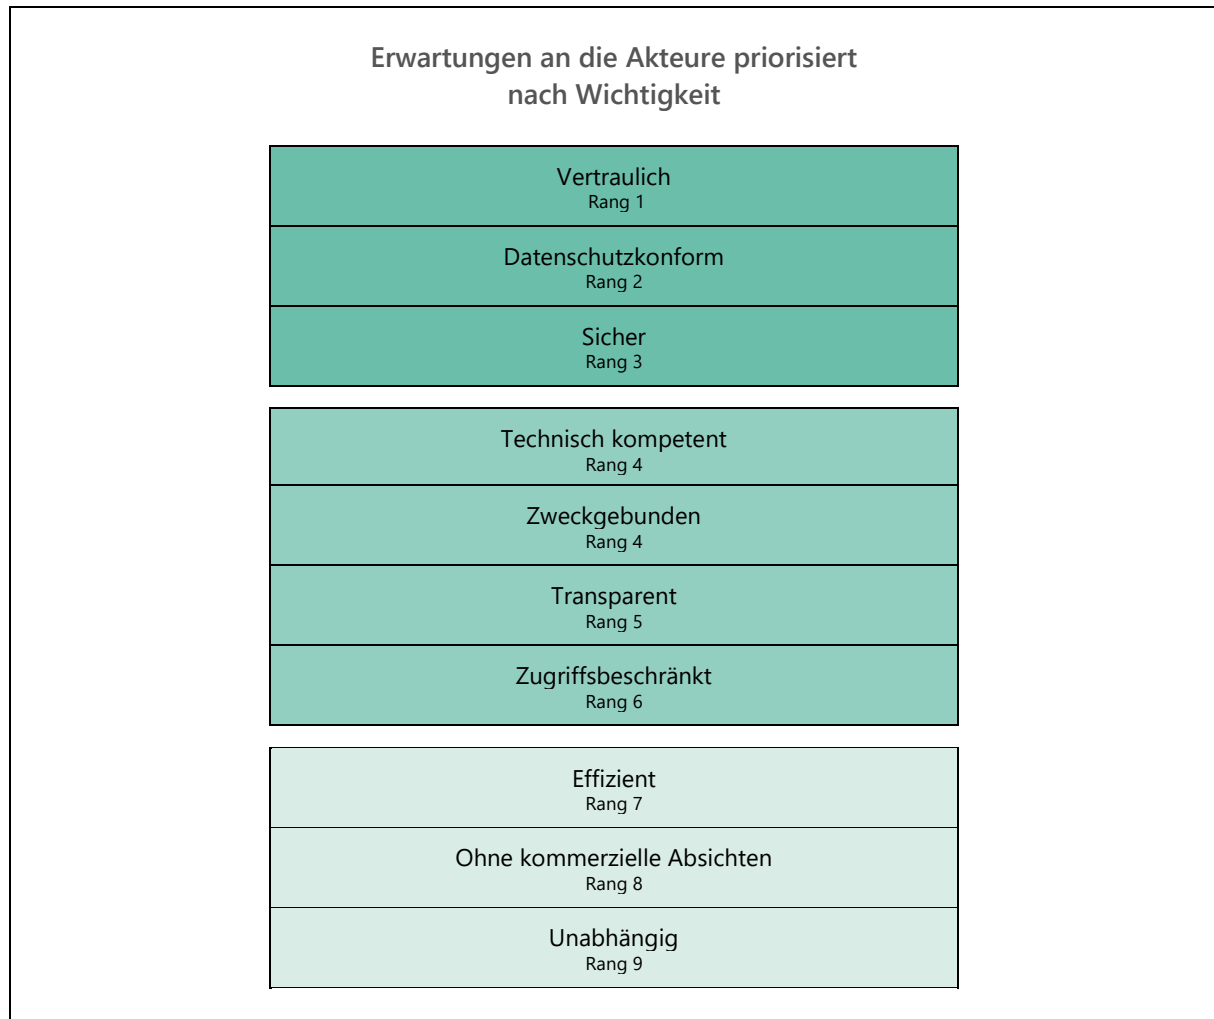 Erwartungen an die Akteure priorisiert
nach Wichtigkeit
Vertraulich
Rang 1
Datenschutzkonform
Rang 2
Sicher
Rang 3
Technisch kompetent
Rang 4
Zweckgebunden
Rang 4
Transparent
Rang 5
Zugriffsbeschränkt
Rang 6
Effizient
Rang 7
Ohne kommerzielle Absichten
Rang 8
Unabhängig
Rang 9